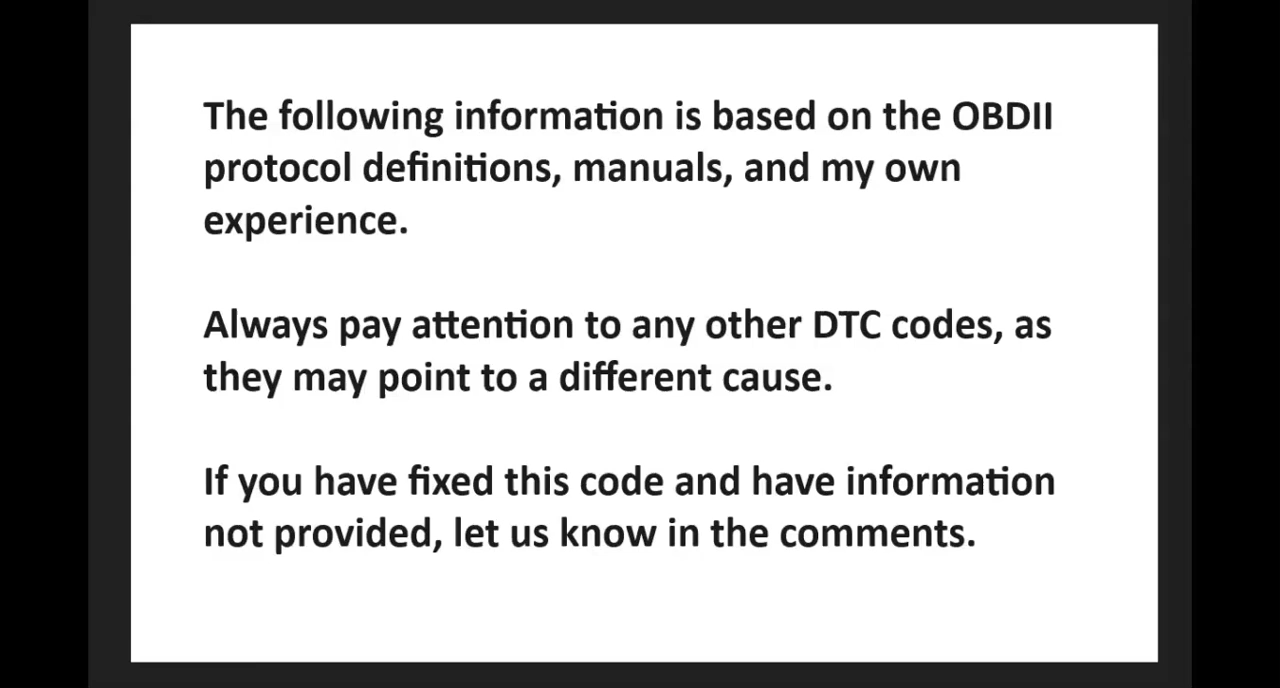 The following information is based on the OBDII
protocol definitions, manuals, and my own
experience.
Always pay attention to any other DTC codes, as
they may point to a different cause.
If you have fixed this code and have information
not provided, let us know in the comments.